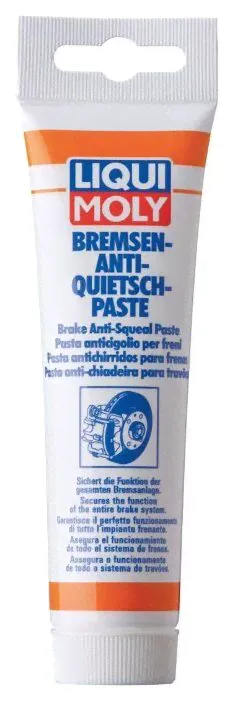 LIQUI
MOLY
BREMSEN-
ANTI-
QUIETSCH-
PASTE
Brake Anti-Squeal Paste
Pasta anticigolio per freni
Pasta antichirridos para frenos
Pasta anti-chiadeira para travões
Sichert die Funktion der
gesamten Bremsanlage.
Secures the function
of the entire brake system.
Garantisce il perfetto funzionamento
di tutto l'impianto frenante.
Asegura el funcionamiento
de todo el sistema de frenos.
Assegura o funcionamento
de todo o sistema de travões.